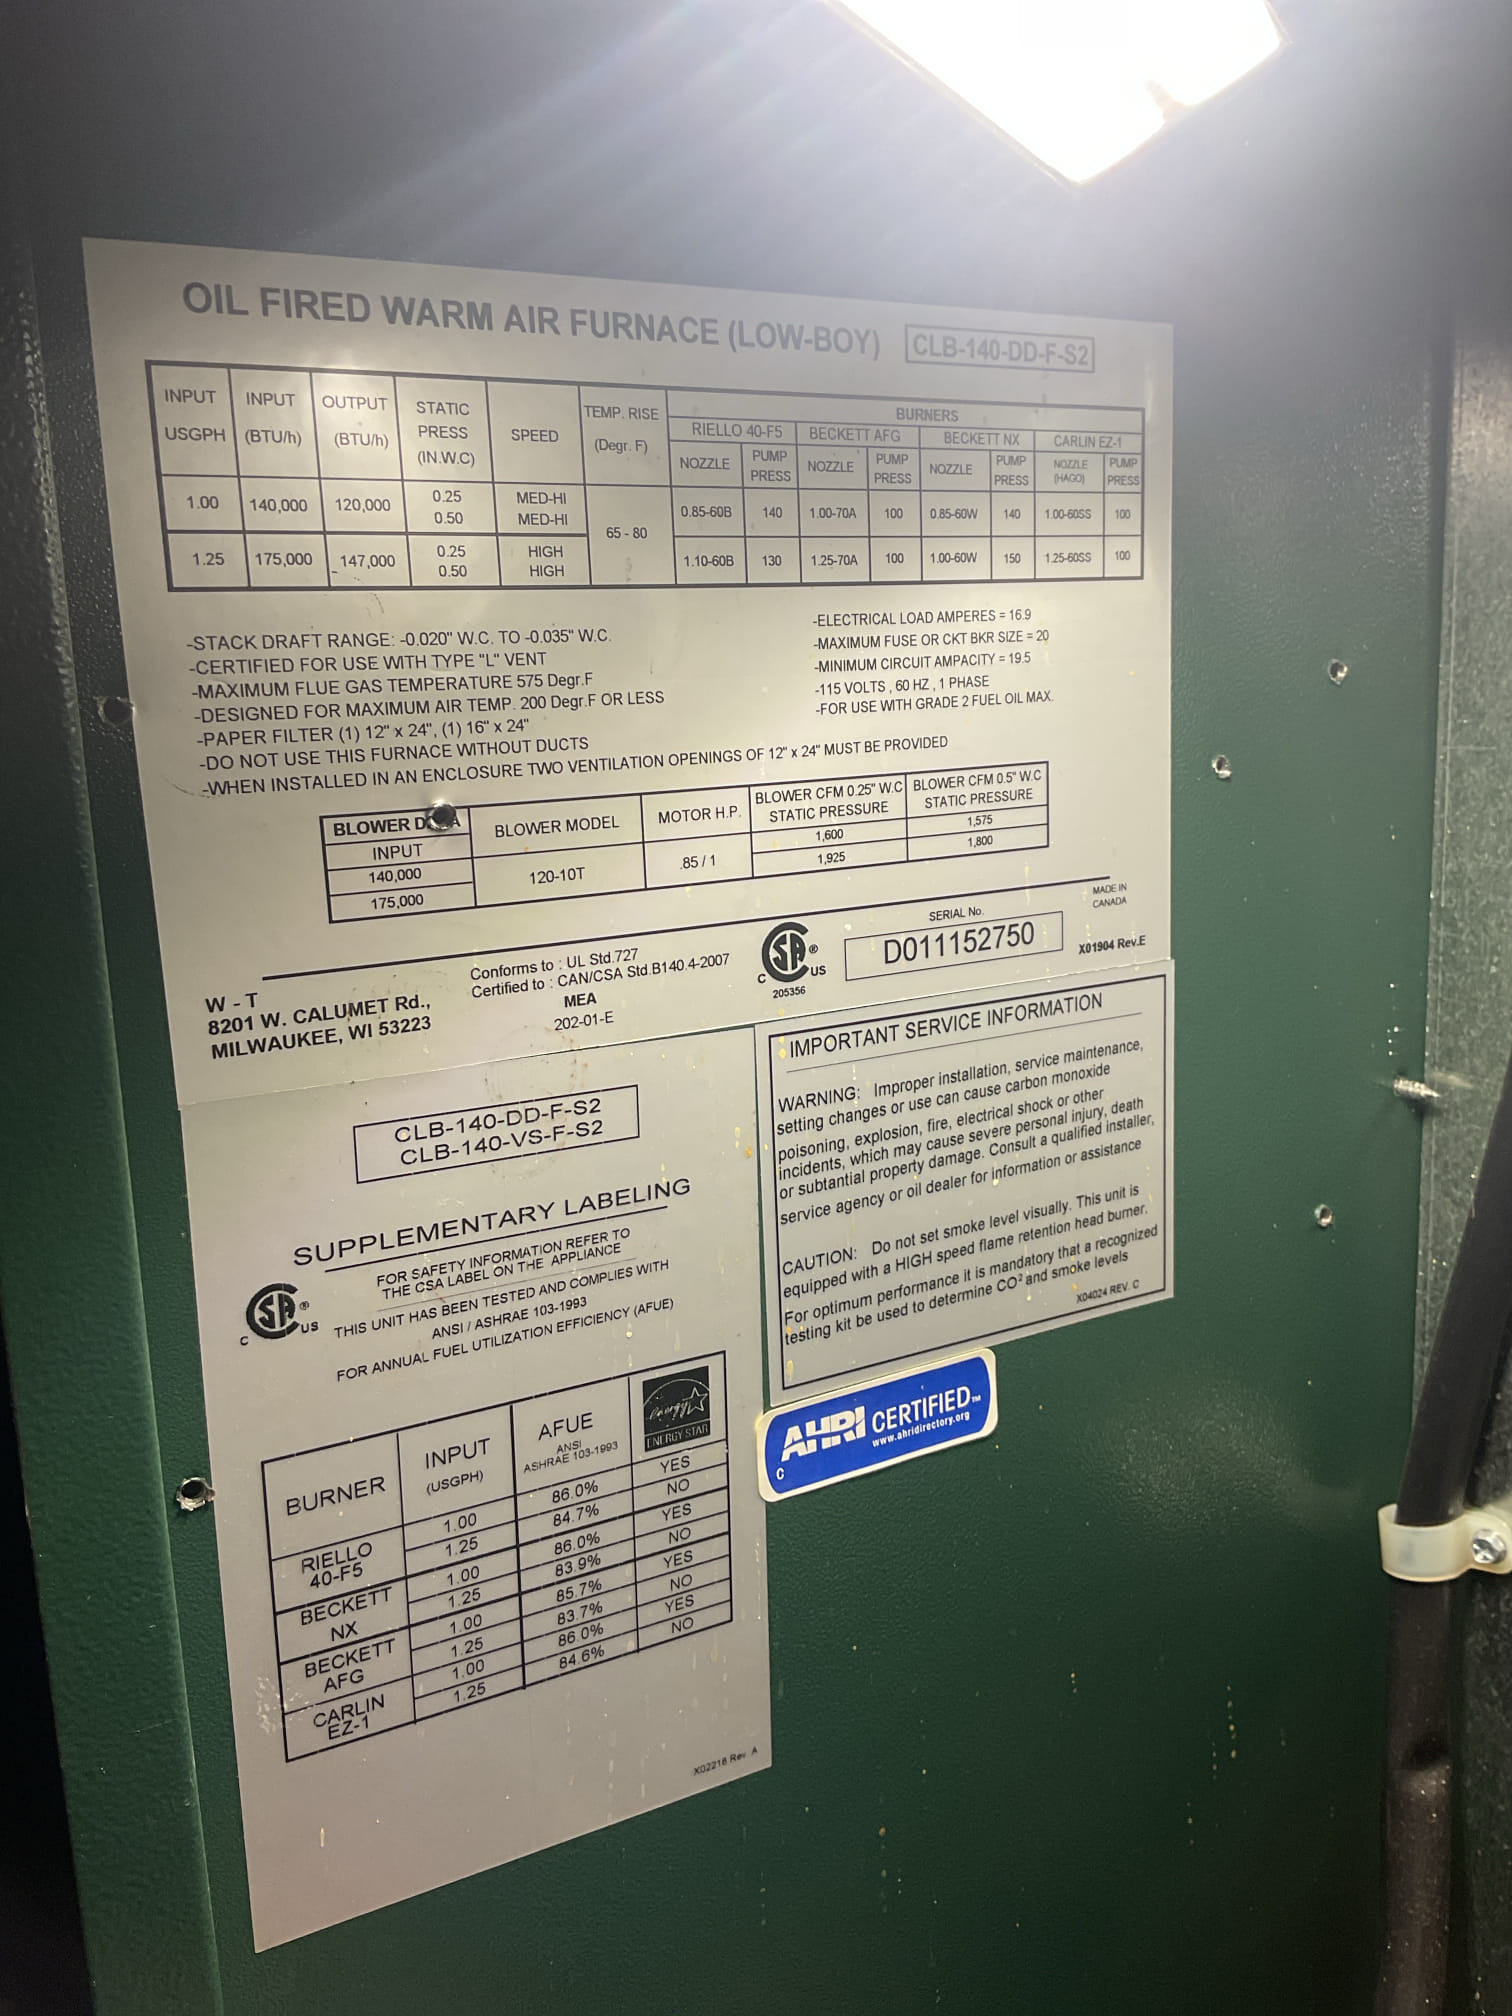 OIL FIRED WARM AIR FURNACE (LOW-BOY) CLB-140-DD-F-S2
INPUT USGPH INPUT (BTU/h) OUTPUT (BTU/h) STATIC PRESS (IN.W.C) SPEED TEMP. RISE (Degr. F) BURNERS
RIELLO 40-F5 BECKETT AFG BECKETT NX CARLIN EZ-1
NOZZLE PUMP PRESS NOZZLE PUMP PRESS NOZZLE PUMP PRESS NOZZLE (HAGO) PUMP PRESS
1.00 140,000 120,000 0.25 MED-HI 65 - 80 0.85-60B 140 1.00-70A 100 0.85-60W 140 1.00-60SS 100
0.50 MED-HI
1.25 175,000 147,000 0.25 HIGH 1.10-60B 130 1.25-70A 100 1.00-60W 150 1.25-60SS 100
0.50 HIGH
-STACK DRAFT RANGE: -0.020" W.C. TO -0.035" W.C.
-CERTIFIED FOR USE WITH TYPE "L" VENT
-MAXIMUM FLUE GAS TEMPERATURE 575 Degr.F
-DESIGNED FOR MAXIMUM AIR TEMP. 200 Degr.F OR LESS
-PAPER FILTER (1) 12" x 24", (1) 16" x 24"
-DO NOT USE THIS FURNACE WITHOUT DUCTS
-WHEN INSTALLED IN AN ENCLOSURE TWO VENTILATION OPENINGS OF 12" x 24" MUST BE PROVIDED
-ELECTRICAL LOAD AMPERES = 16.9
-MAXIMUM FUSE OR CKT BKR SIZE = 20
-MINIMUM CIRCUIT AMPACITY = 19.5
-115 VOLTS , 60 HZ , 1 PHASE
-FOR USE WITH GRADE 2 FUEL OIL MAX.
BLOWER D A BLOWER MODEL MOTOR H.P. BLOWER CFM 0.25" W.C STATIC PRESSURE BLOWER CFM 0.5" W.C STATIC PRESSURE
INPUT
140,000 120-10T .85 / 1 1,600 1,575
175,000 1,925 1,800
W - T
8201 W. CALUMET Rd.,
MILWAUKEE, WI 53223
Conforms to : UL Std.727
Certified to : CAN/CSA Std.B140.4-2007
MEA
202-01-E
C SA ® US
205356
SERIAL No.
D011152750
MADE IN
CANADA
X01904 Rev.E
CLB-140-DD-F-S2
CLB-140-VS-F-S2
SUPPLEMENTARY LABELING
FOR SAFETY INFORMATION REFER TO
THE CSA LABEL ON THE APPLIANCE
C SA ® US
THIS UNIT HAS BEEN TESTED AND COMPLIES WITH
ANSI / ASHRAE 103-1993
FOR ANNUAL FUEL UTILIZATION EFFICIENCY (AFUE)
BURNER INPUT (USGPH) AFUE ANSI ASHRAE 103-1993 energy ENERGY STAR
RIELLO 40-F5 1.00 86.0% YES
1.25 84.7% NO
BECKETT NX 1.00 86.0% YES
1.25 83.9% NO
BECKETT AFG 1.00 85.7% YES
1.25 83.7% NO
CARLIN EZ-1 1.00 86.0% YES
1.25 84.6% NO
X02218 Rev. A
IMPORTANT SERVICE INFORMATION
WARNING: Improper installation, service maintenance,
setting changes or use can cause carbon monoxide
poisoning, explosion, fire, electrical shock or other
incidents, which may cause severe personal injury, death
or subtantial property damage. Consult a qualified installer,
service agency or oil dealer for information or assistance
CAUTION: Do not set smoke level visually. This unit is
equipped with a HIGH speed flame retention head burner.
For optimum performance it is mandatory that a recognized
testing kit be used to determine CO² and smoke levels
X04024 REV. C
AHRI CERTIFIED™
www.ahridirectory.org
C